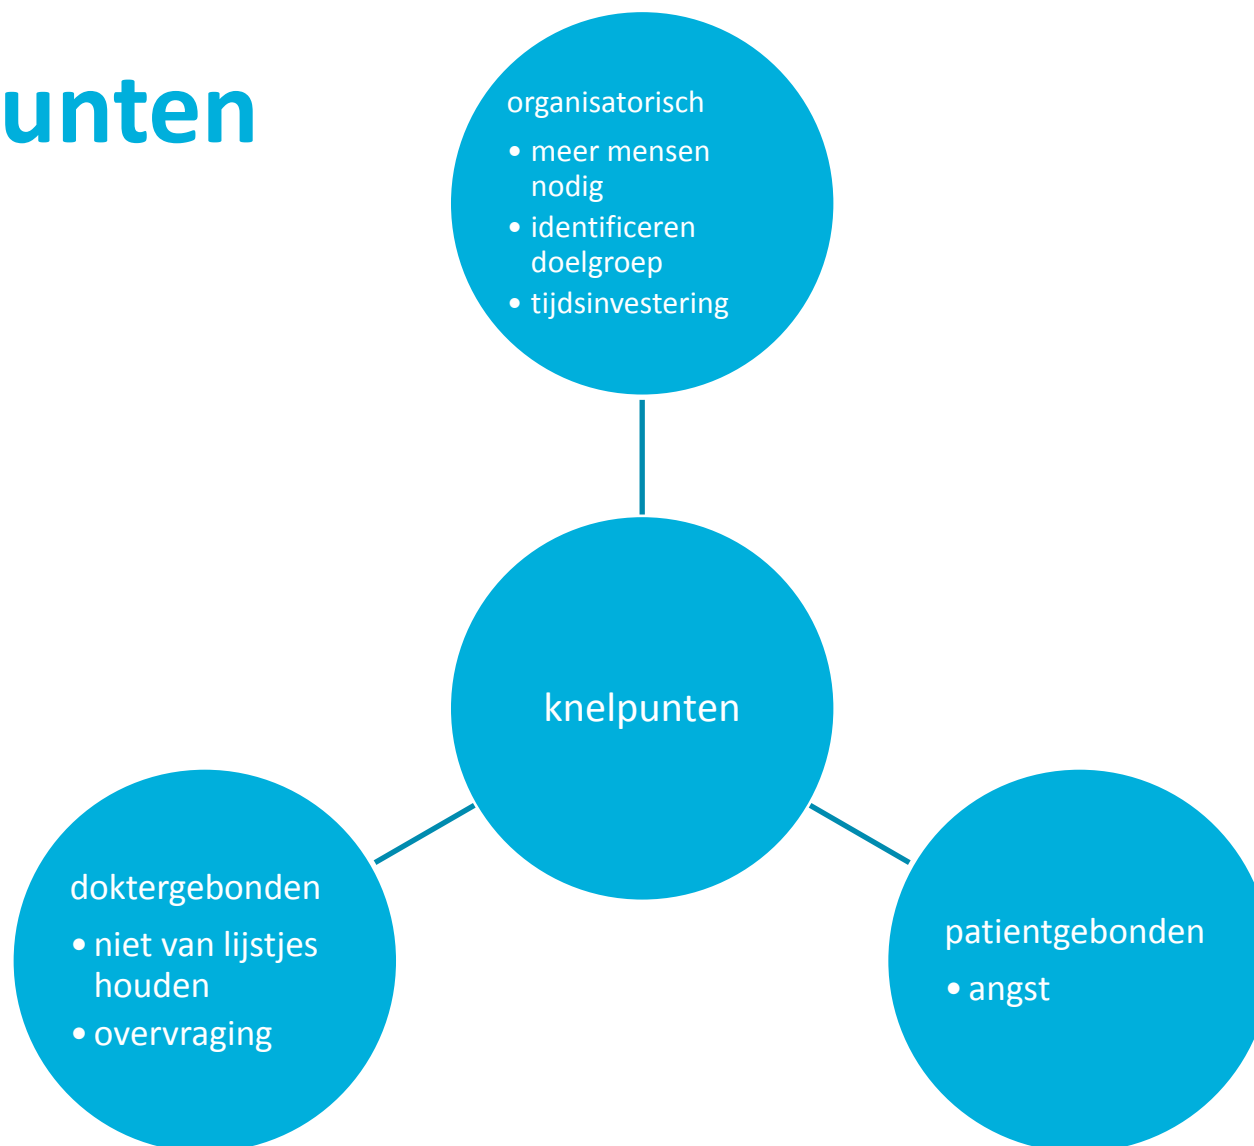 unten
organisatorisch
• meer mensen
nodig
• identificeren
doelgroep
• tijdsinvestering
knelpunten
doktergebonden
• niet van lijstjes
houden
• overvraging
patientgebonden
• angst